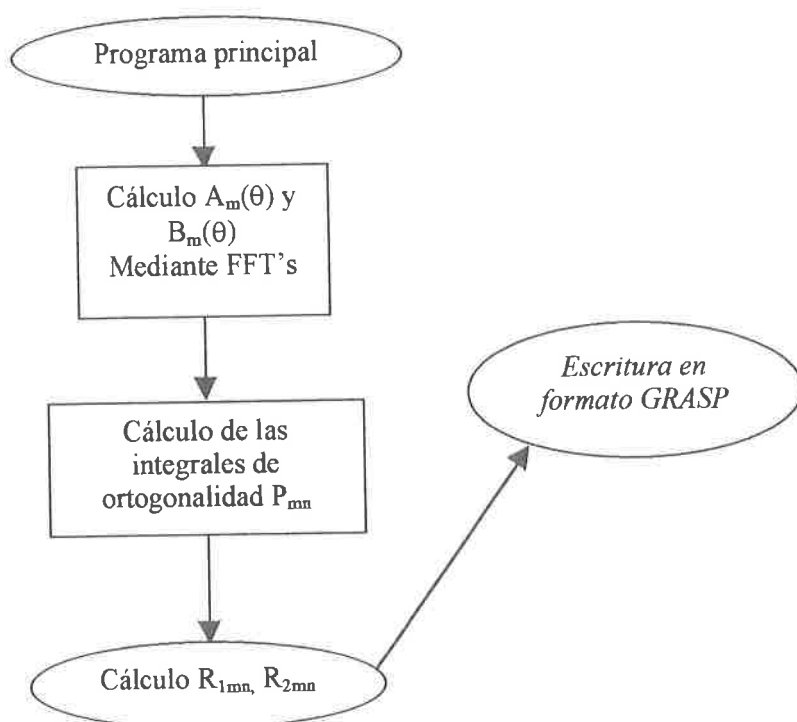 Programa principal
Cálculo Aₘ(θ) y
Bₘ(θ)
Mediante FFT's
Escritura en
formato GRASP
Cálculo de las
integrales de
ortogonalidad Pₘₙ
Cálculo R₁ₘₙ, R₂ₘₙ